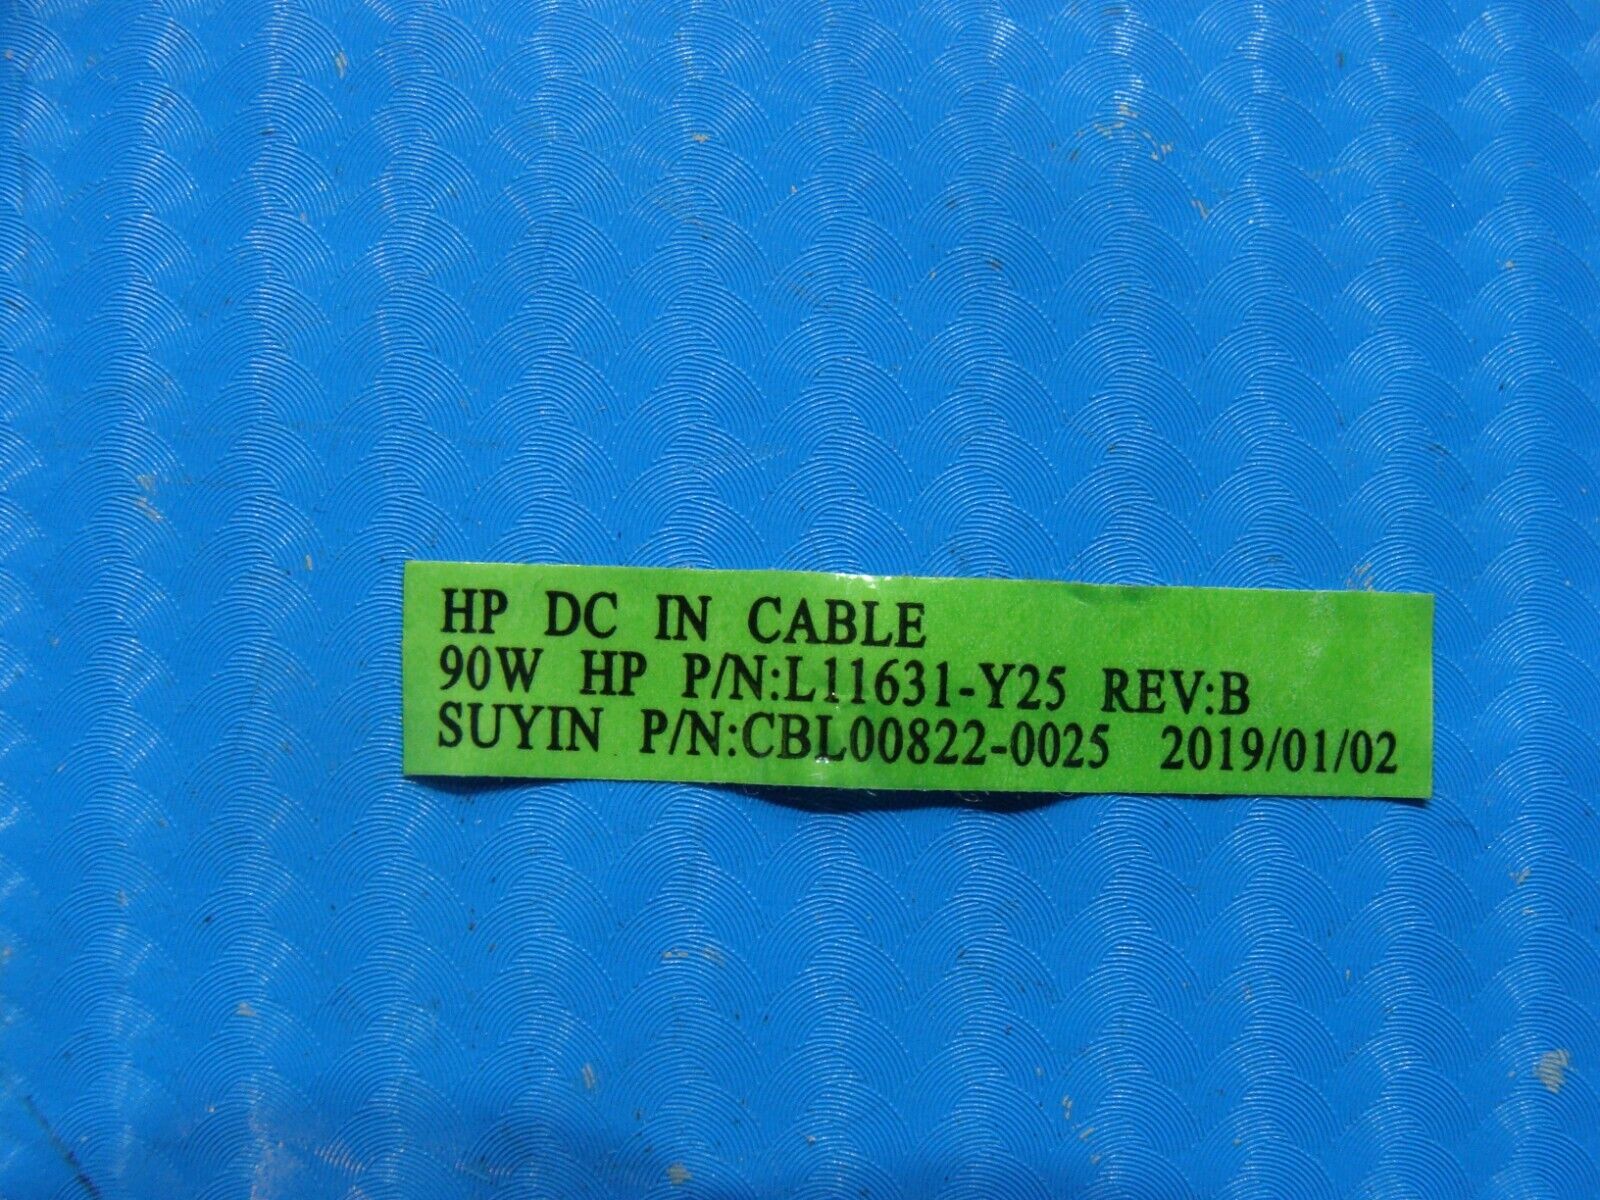 HP DC IN CABLE
90W HP P/N:L11631-Y25 REV:B
SUYIN P/N:CBL00822-0025 2019/01/02